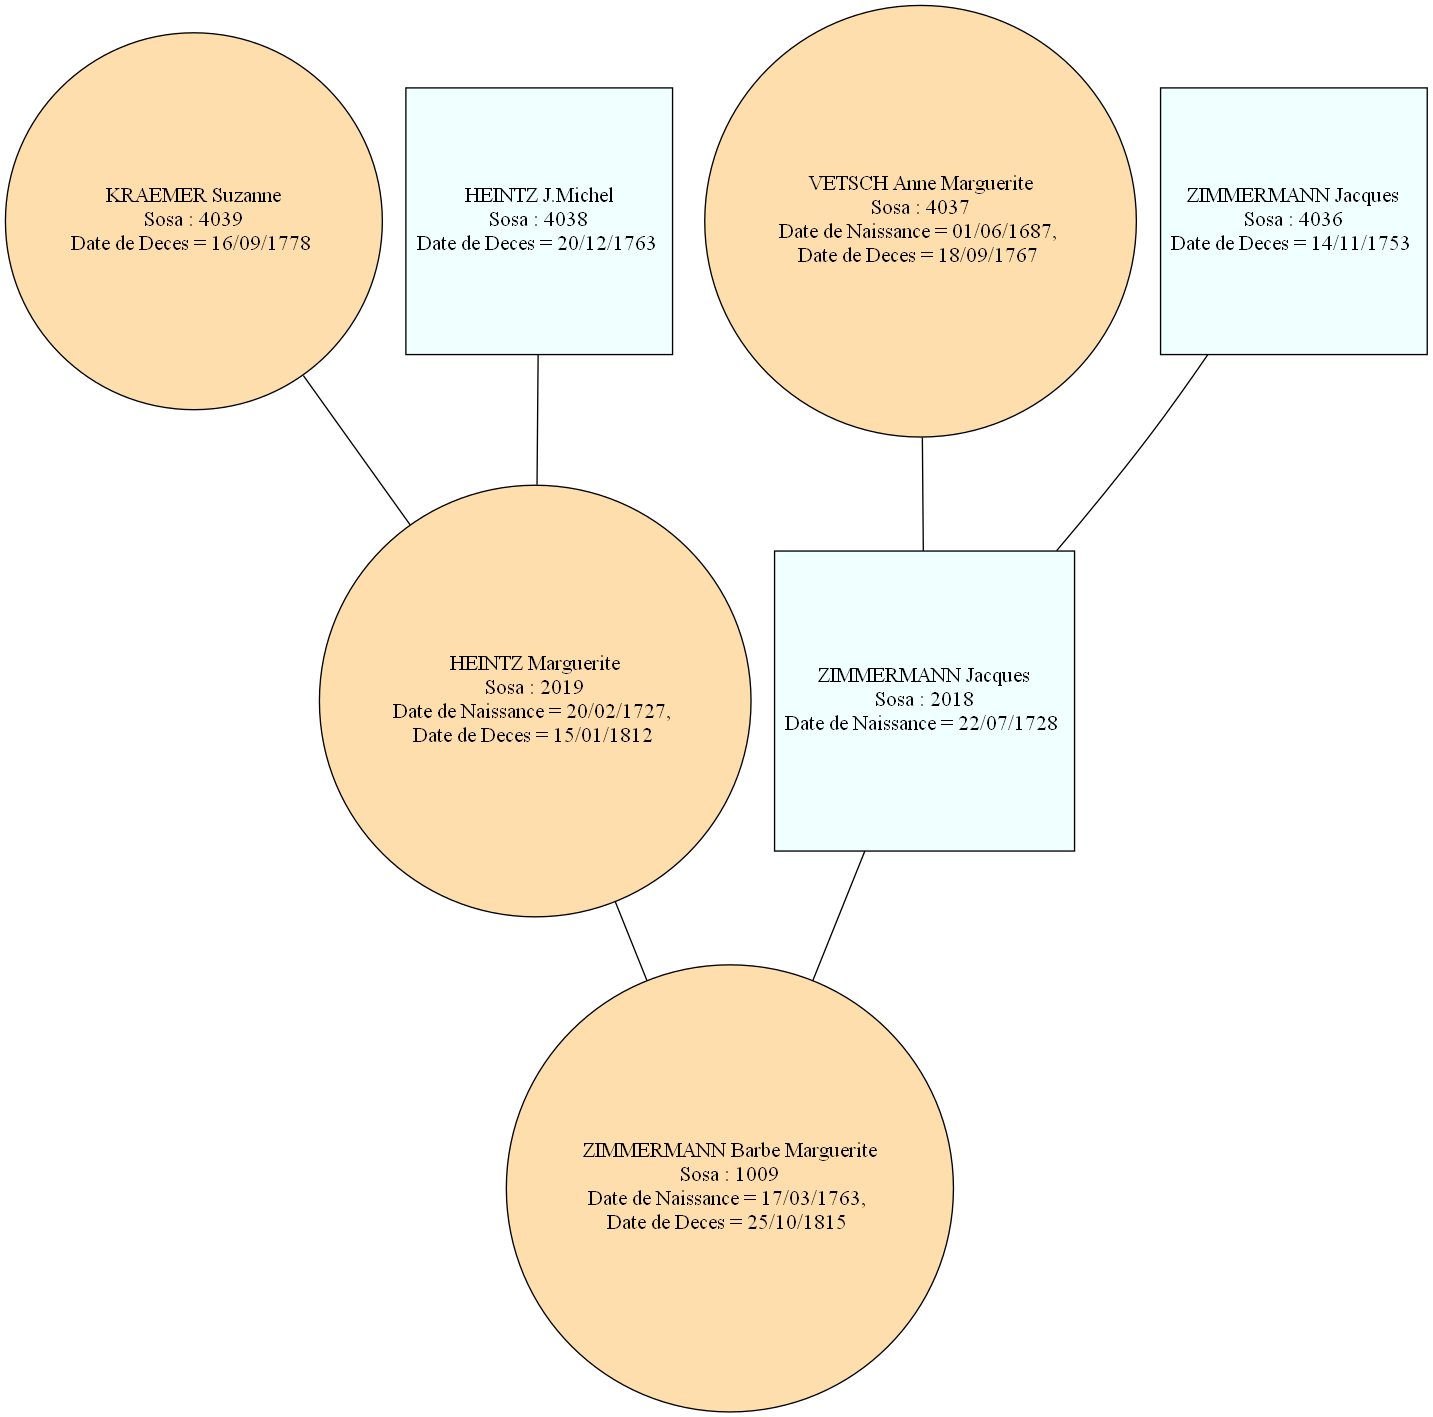 KRAEMER Suzanne
Sosa : 4039
Date de Deces = 16/09/1778
HEINTZ J.Michel
Sosa : 4038
Date de Deces = 20/12/1763
VETSCH Anne Marguerite
Sosa : 4037
Date de Naissance = 01/06/1687,
Date de Deces = 18/09/1767
ZIMMERMANN Jacques
Sosa : 4036
Date de Deces = 14/11/1753
HEINTZ Marguerite
Sosa : 2019
Date de Naissance = 20/02/1727,
Date de Deces = 15/01/1812
ZIMMERMANN Jacques
Sosa : 2018
Date de Naissance = 22/07/1728
ZIMMERMANN Barbe Marguerite
Sosa : 1009
Date de Naissance = 17/03/1763,
Date de Deces = 25/10/1815